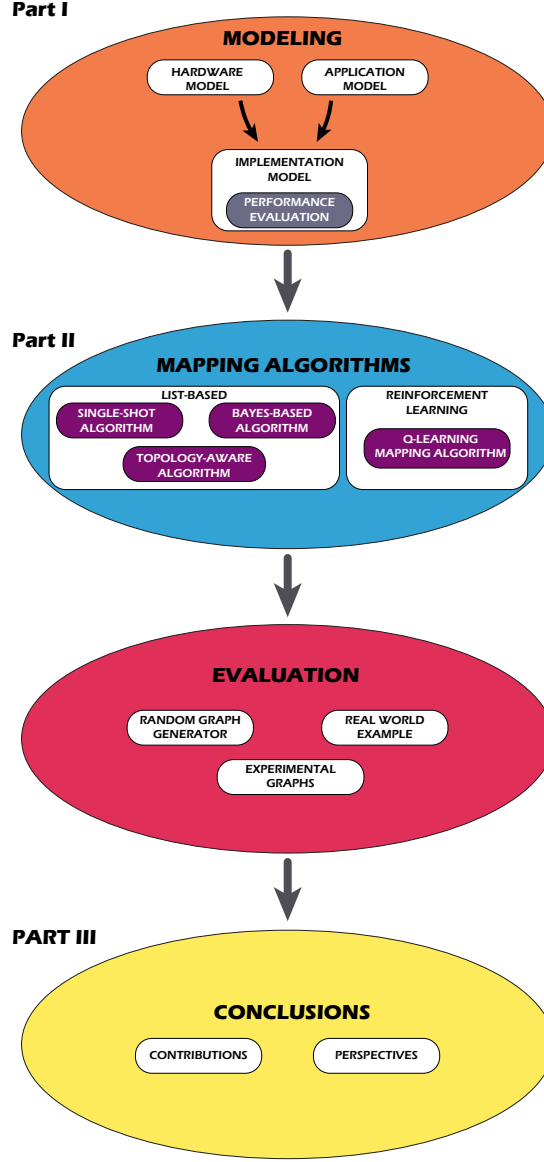 Part I
MODELING
HARDWARE
MODEL
APPLICATION
MODEL
IMPLEMENTATION
MODEL
PERFORMANCE
EVALUATION
Part II
MAPPING ALGORITHMS
LIST-BASED
SINGLE-SHOT
ALGORITHM
BAYES-BASED
ALGORITHM
TOPOLOGY-AWARE
ALGORITHM
REINFORCEMENT
LEARNING
Q-LEARNING
MAPPING ALGORITHM
EVALUATION
RANDOM GRAPH
GENERATOR
REAL WORLD
EXAMPLE
EXPERIMENTAL
GRAPHS
PART III
CONCLUSIONS
CONTRIBUTIONS
PERSPECTIVES